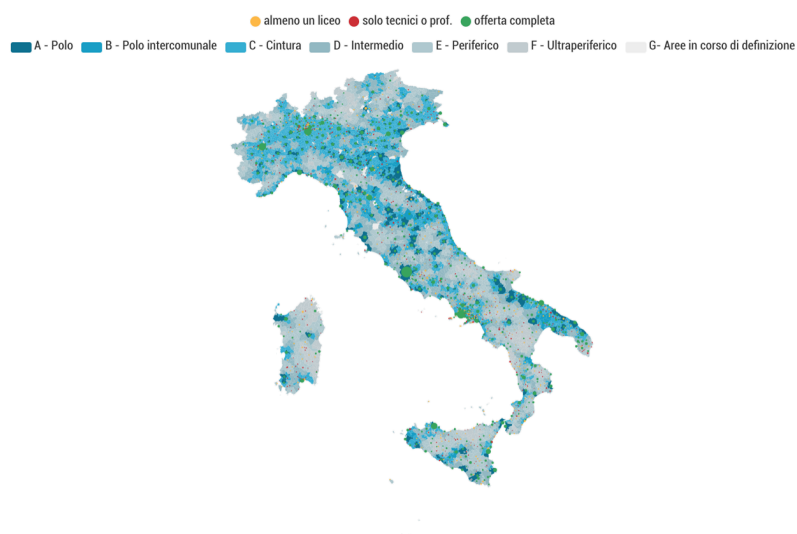 almeno un liceo solo tecnici o prof. offerta completa
A - Polo B - Polo intercomunale C - Cintura D - Intermedio E - Periferico F - Ultraperiferico G- Aree in corso di definizione